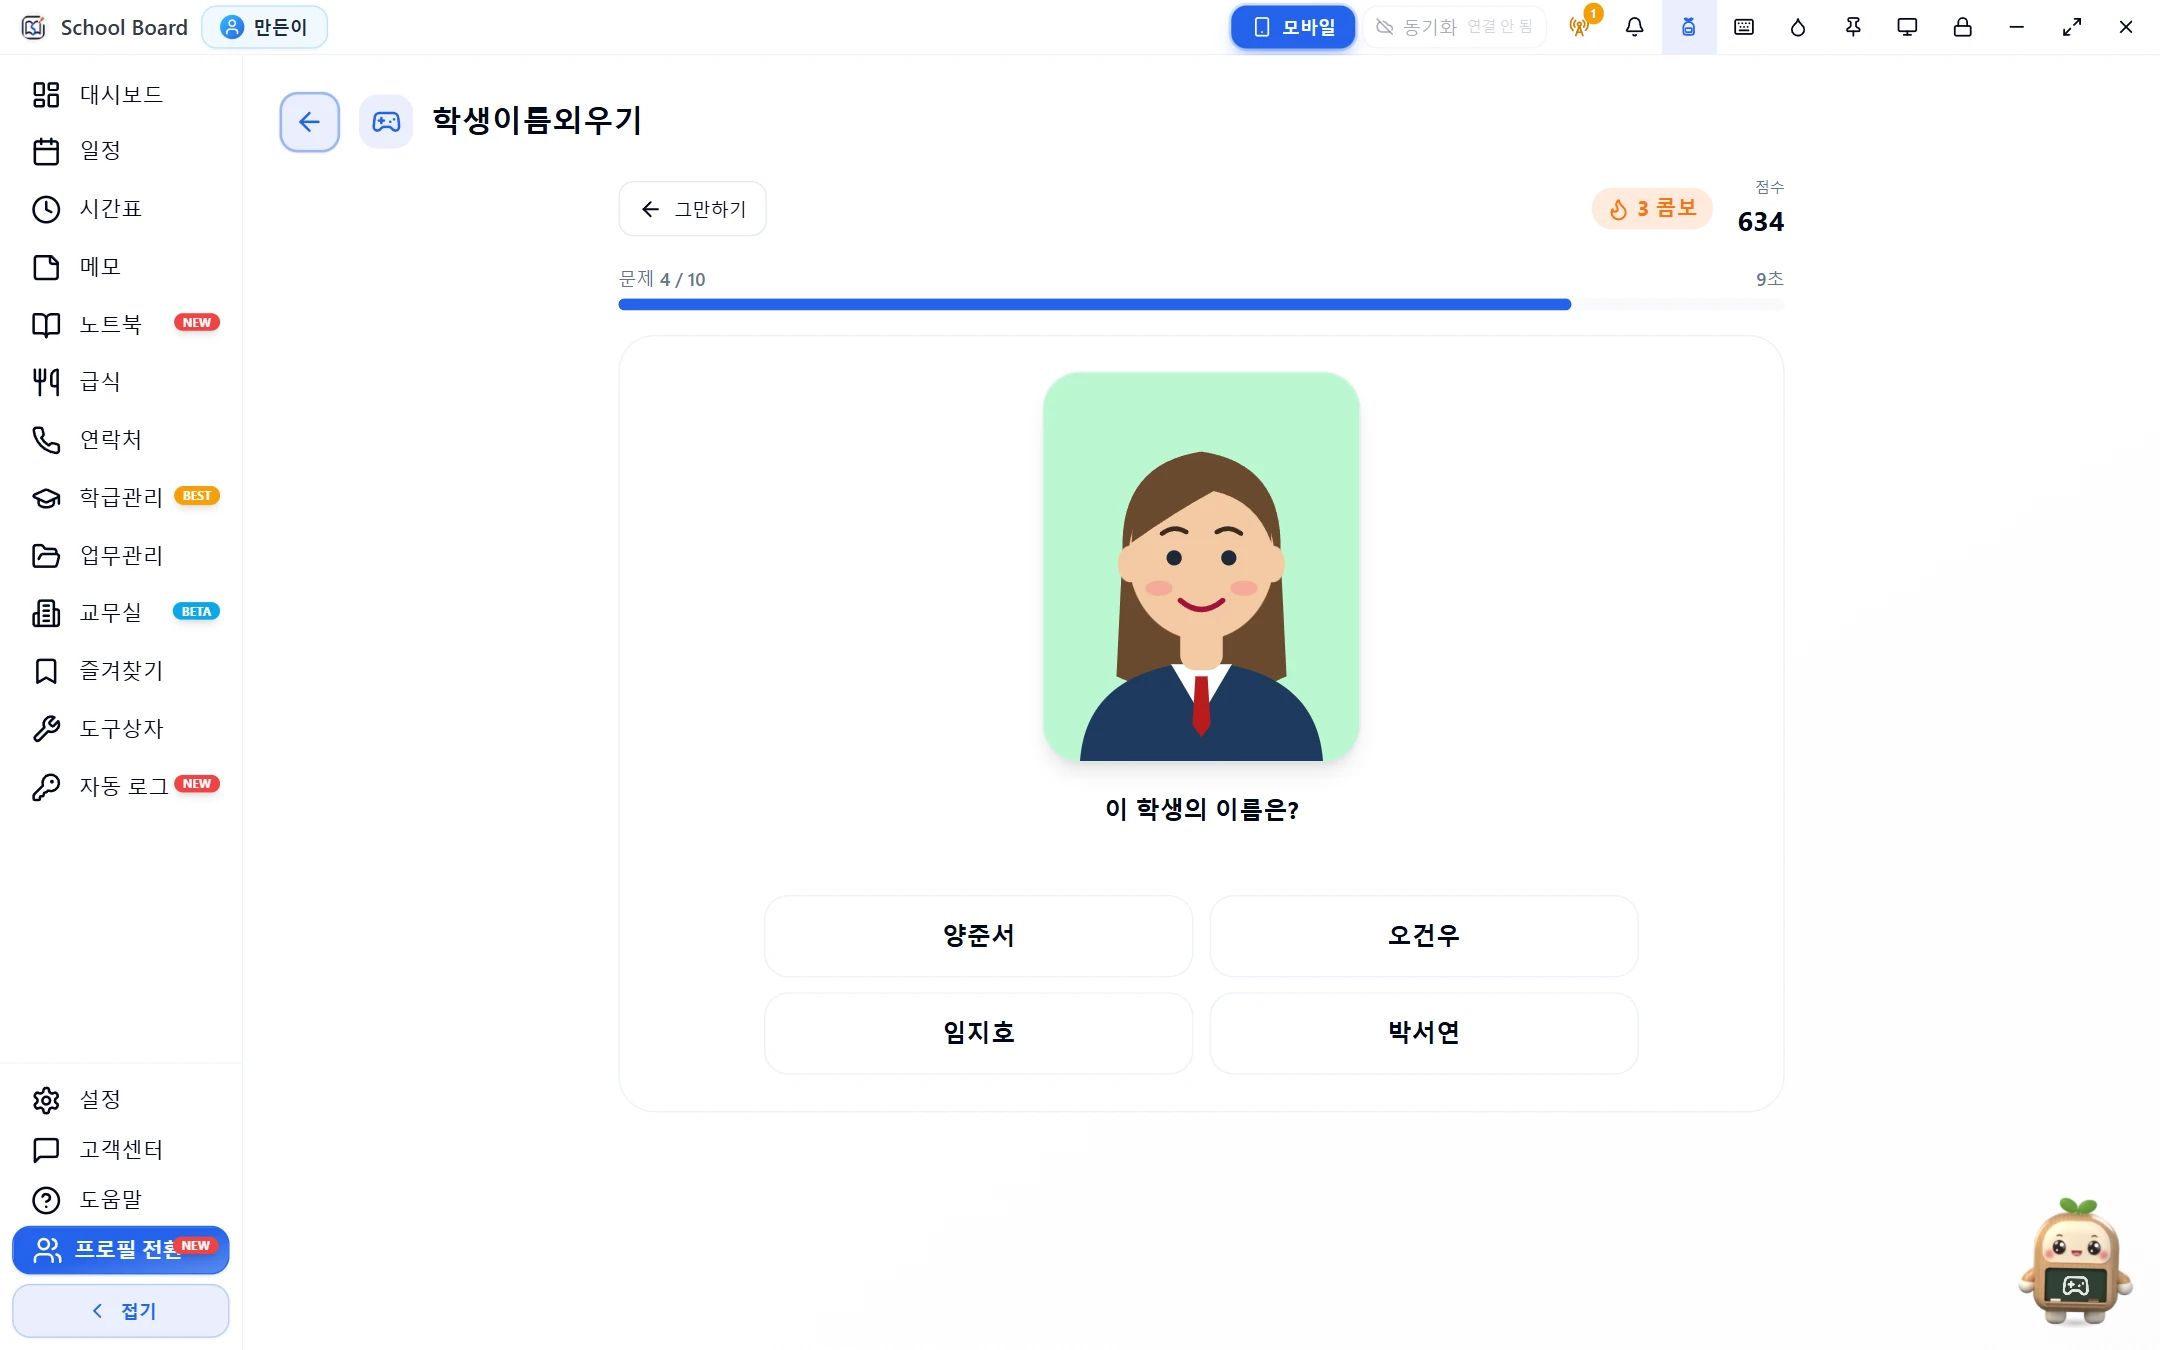 School Board
만든이
모바일
동기화 연결 안 됨
1
대시보드
일정
시간표
메모
노트북 NEW
급식
연락처
학급관리 BEST
업무관리
교무실 BETA
즐겨찾기
도구상자
자동 로그 NEW
설정
고객센터
도움말
프로필 전환 NEW
접기
학생이름외우기
그만하기
3 콤보
점수
634
문제 4 / 10
9초
이 학생의 이름은?
양준서
오건우
임지호
박서연